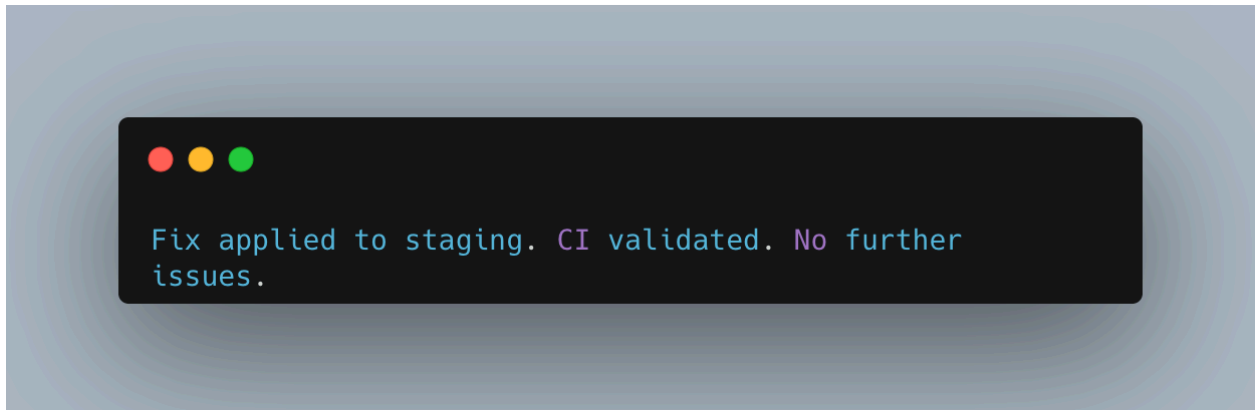 Fix applied to staging. CI validated. No further
issues.